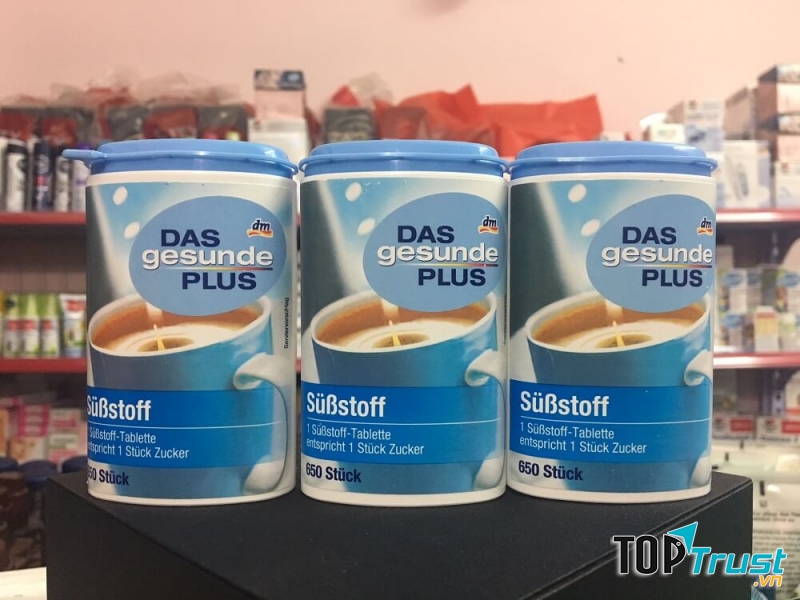 dm
DAS
gesunde
PLUS
Serviervorschlag
Süßstoff
1 Süßstoff-Tablette
entspricht 1 Stück Zucker
650 Stück
dm
DAS
gesunde
PLUS
Süßstoff
1 Süßstoff-Tablette
entspricht 1 Stück Zucker
650 Stück
dm
DAS
gesunde
PLUS
Süßstoff
1 Süßstoff-Tablette
entspricht 1 Stück Zucker
650 Stück
TOPTrust.vn